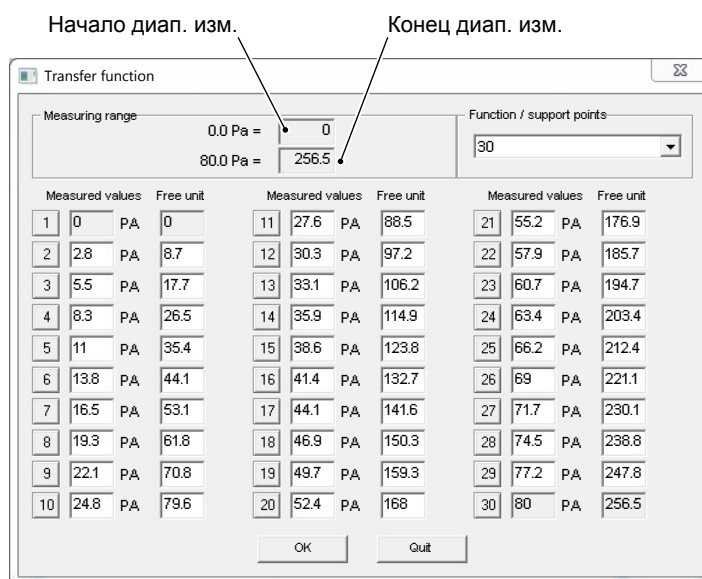 Начало диап. изм. Конец диап. изм.
Transfer function
Measuring range
Function / support points
0.0 Pa = 0
30
80.0 Pa = 256.5
Measured values Free unit Measured values Free unit Measured values Free unit
1 0 PA 0 11 27.6 PA 88.5 21 55.2 PA 176.9
2 2.8 PA 8.7 12 30.3 PA 97.2 22 57.9 PA 185.7
3 5.5 PA 17.7 13 33.1 PA 106.2 23 60.7 PA 194.7
4 8.3 PA 26.5 14 35.9 PA 114.9 24 63.4 PA 203.4
5 11 PA 35.4 15 38.6 PA 123.8 25 66.2 PA 212.4
6 13.8 PA 44.1 16 41.4 PA 132.7 26 69 PA 221.1
7 16.5 PA 53.1 17 44.1 PA 141.6 27 71.7 PA 230.1
8 19.3 PA 61.8 18 46.9 PA 150.3 28 74.5 PA 238.8
9 22.1 PA 70.8 19 49.7 PA 159.3 29 77.2 PA 247.8
10 24.8 PA 79.6 20 52.4 PA 168 30 80 PA 256.5
OK Quit